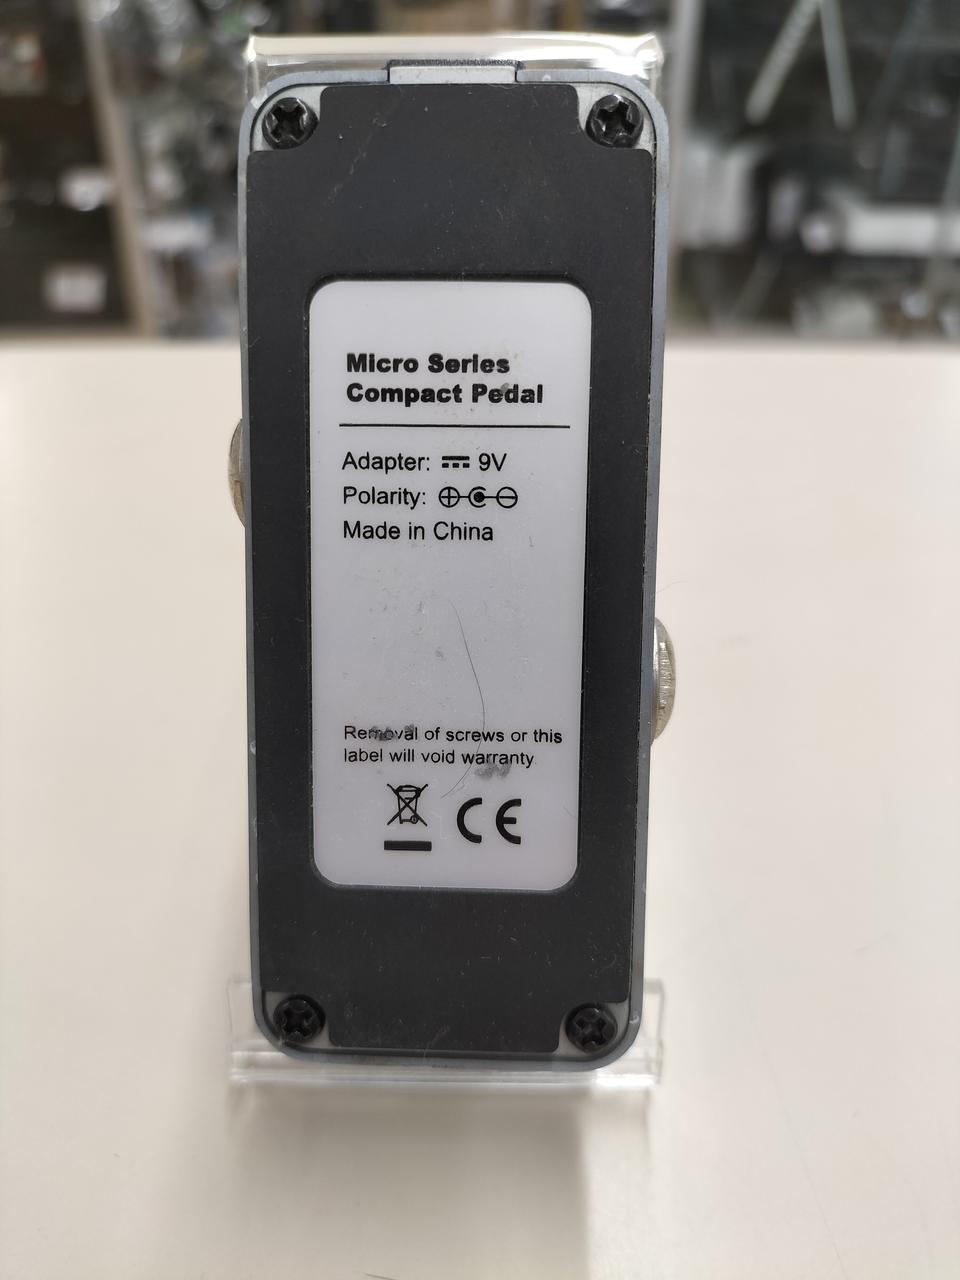 Micro Series
Compact Pedal
Adapter: ⎓ 9V
Polarity:
Made in China
Removal of screws or this
label will void warranty
CE